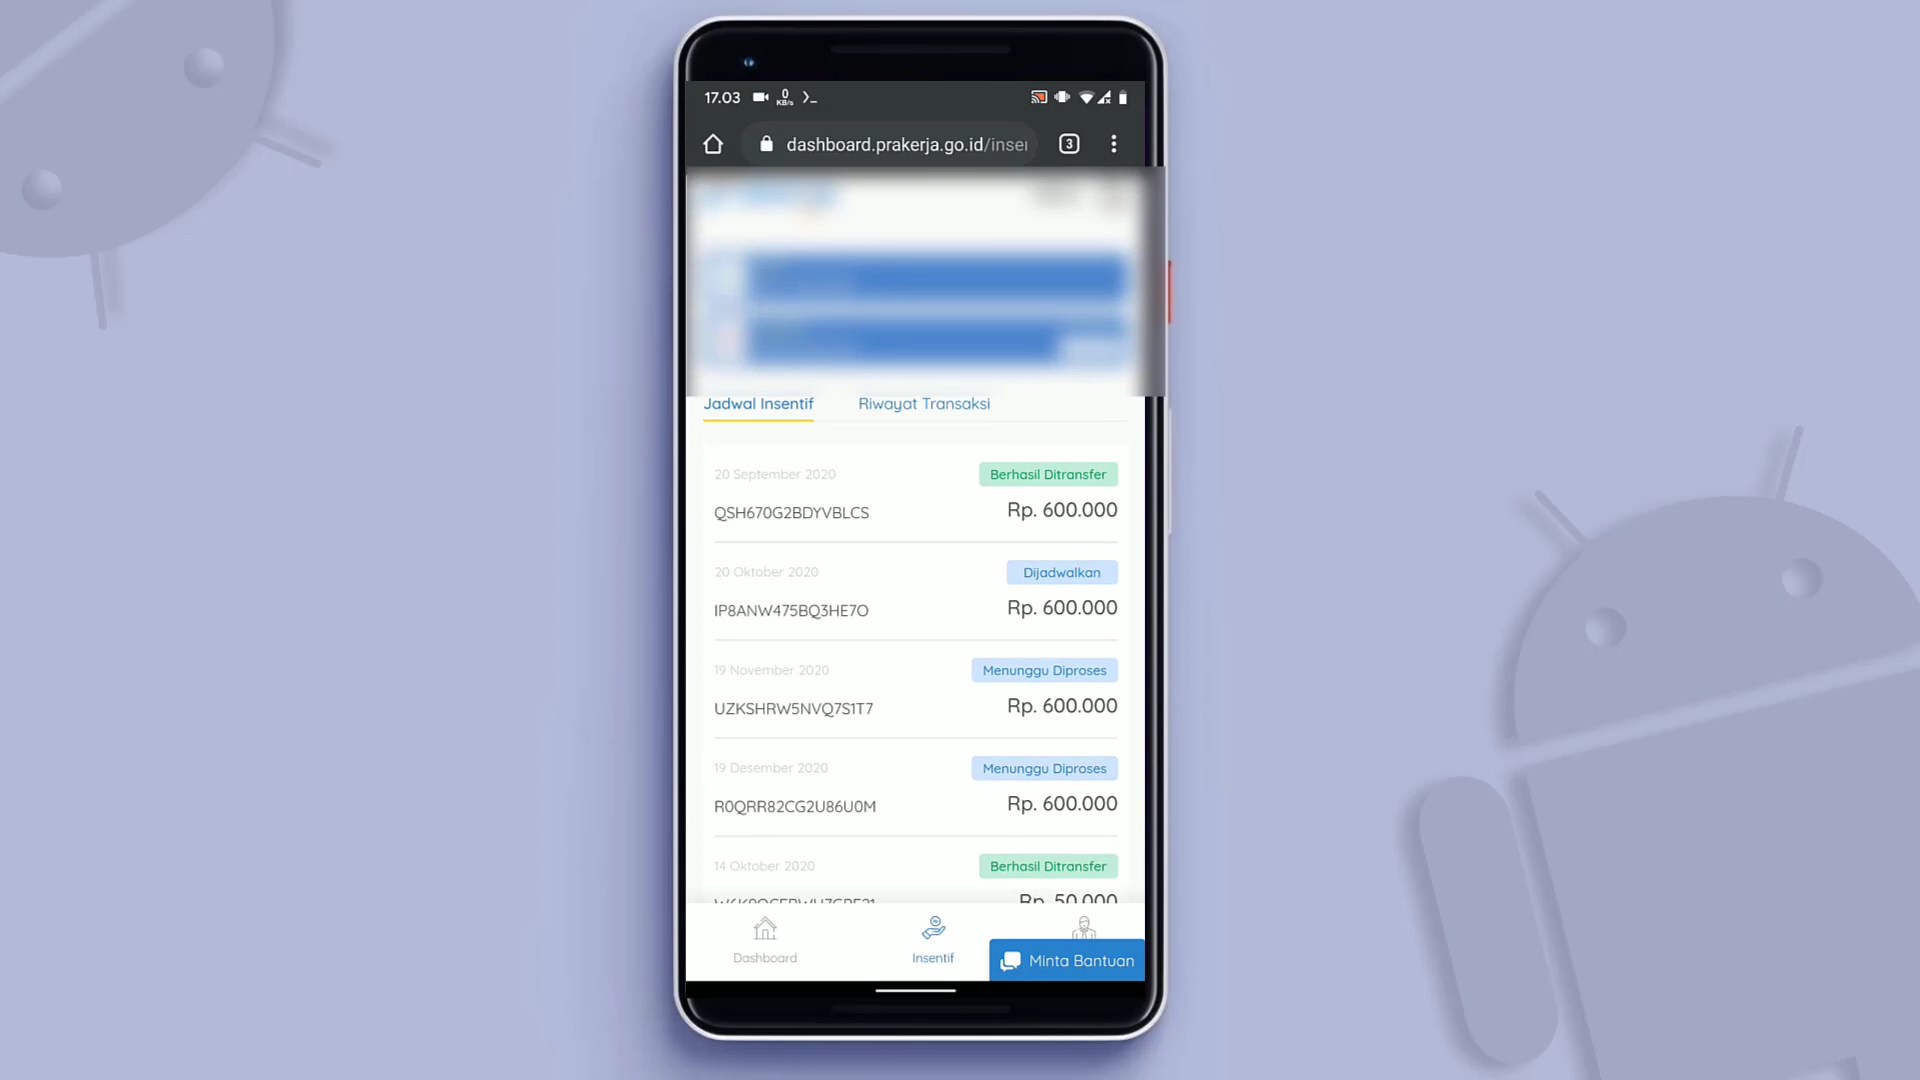 17.03
0
KB/s
dashboard.prakerja.go.id/inser
3
Jadwal Insentif
Riwayat Transaksi
20 September 2020
Berhasil Ditransfer
QSH670G2BDYVBLCS
Rp. 600.000
20 Oktober 2020
Dijadwalkan
IP8ANW475BQ3HE7O
Rp. 600.000
19 November 2020
Menunggu Diproses
UZKSHRW5NVQ7S1T7
Rp. 600.000
19 Desember 2020
Menunggu Diproses
R0QRR82CG2U86U0M
Rp. 600.000
14 Oktober 2020
Berhasil Ditransfer
Rp. 50.000
Dashboard
Insentif
Minta Bantuan